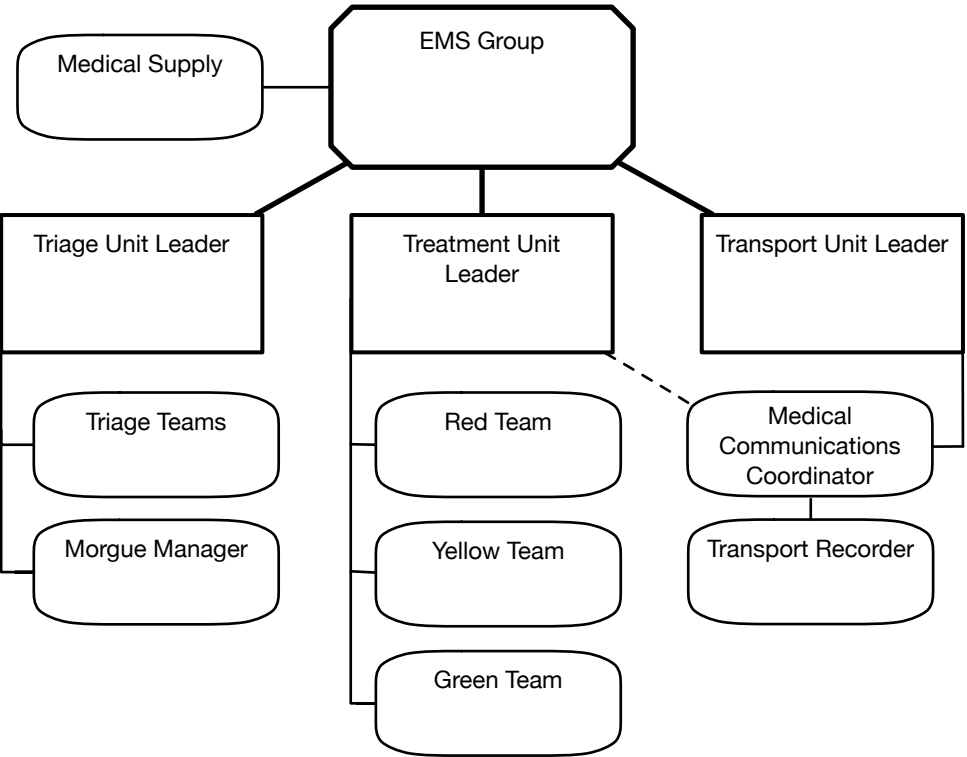 EMS Group
Medical Supply
Triage Unit Leader
Treatment Unit
Leader
Transport Unit Leader
Triage Teams
Morgue Manager
Red Team
Yellow Team
Green Team
Medical
Communications
Coordinator
Transport Recorder